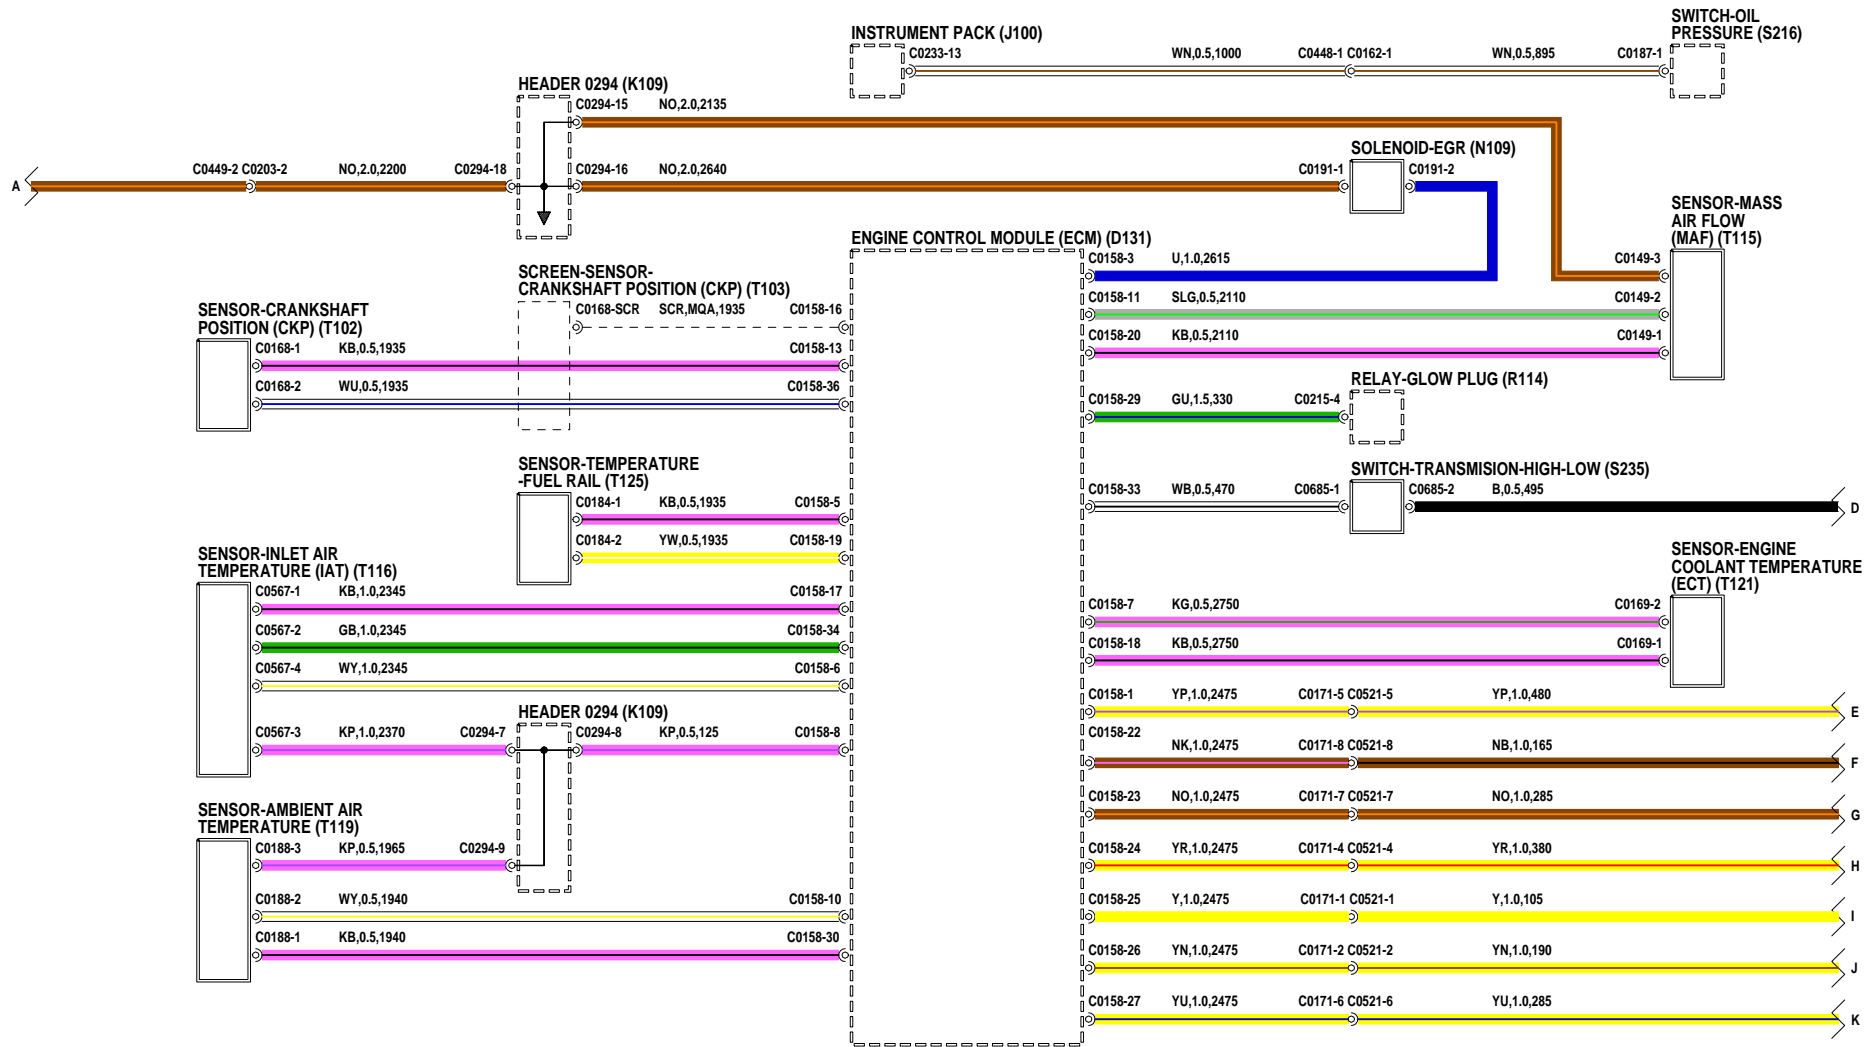 SWITCH-OIL
PRESSURE (S216)
INSTRUMENT PACK (J100)
C0233-13 WN,0.5,1000 C0448-1 C0162-1 WN,0.5,895 C0187-1
HEADER 0294 (K109)
C0294-15 NO,2.0,2135
SOLENOID-EGR (N109)
A C0449-2 C0203-2 NO,2.0,2200 C0294-18 C0294-16 NO,2.0,2640 C0191-1 C0191-2
SENSOR-MASS
AIR FLOW
(MAF) (T115)
ENGINE CONTROL MODULE (ECM) (D131)
C0158-3 U,1.0,2615 C0149-3
SCREEN-SENSOR-
CRANKSHAFT POSITION (CKP) (T103)
C0168-SCR SCR,MQA,1935 C0158-16
C0158-11 SLG,0.5,2110 C0149-2
SENSOR-CRANKSHAFT
POSITION (CKP) (T102)
C0158-20 KB,0.5,2110 C0149-1
C0168-1 KB,0.5,1935 C0158-13
C0168-2 WU,0.5,1935 C0158-36
RELAY-GLOW PLUG (R114)
C0158-29 GU,1.5,330 C0215-4
SENSOR-TEMPERATURE
-FUEL RAIL (T125)
C0184-1 KB,0.5,1935 C0158-5
C0184-2 YW,0.5,1935 C0158-19
SWITCH-TRANSMISION-HIGH-LOW (S235)
C0158-33 WB,0.5,470 C0685-1 C0685-2 B,0.5,495 D
SENSOR-INLET AIR
TEMPERATURE (IAT) (T116)
C0567-1 KB,1.0,2345 C0158-17
C0567-2 GB,1.0,2345 C0158-34
C0567-4 WY,1.0,2345 C0158-6
SENSOR-ENGINE
COOLANT TEMPERATURE
(ECT) (T121)
C0158-7 KG,0.5,2750 C0169-2
C0158-18 KB,0.5,2750 C0169-1
HEADER 0294 (K109)
C0567-3 KP,1.0,2370 C0294-7 C0294-8 KP,0.5,125 C0158-8
C0158-1 YP,1.0,2475 C0171-5 C0521-5 YP,1.0,480 E
C0158-22 NK,1.0,2475 C0171-8 C0521-8 NB,1.0,165 F
C0158-23 NO,1.0,2475 C0171-7 C0521-7 NO,1.0,285 G
SENSOR-AMBIENT AIR
TEMPERATURE (T119)
C0188-3 KP,0.5,1965 C0294-9
C0158-24 YR,1.0,2475 C0171-4 C0521-4 YR,1.0,380 H
C0188-2 WY,0.5,1940 C0158-10
C0158-25 Y,1.0,2475 C0171-1 C0521-1 Y,1.0,105 I
C0188-1 KB,0.5,1940 C0158-30
C0158-26 YN,1.0,2475 C0171-2 C0521-2 YN,1.0,190 J
C0158-27 YU,1.0,2475 C0171-6 C0521-6 YU,1.0,285 K